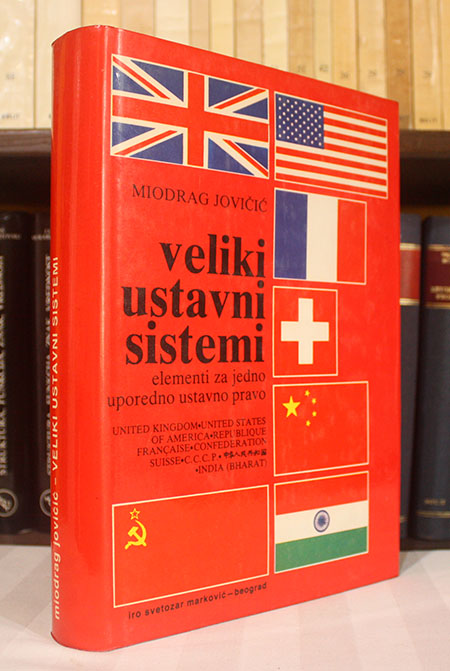 MIODRAG JOVIČIĆ
veliki
ustavni
sistemi
elementi za jedno
uporedno ustavno pravo
UNITED KINGDOM•UNITED STATES
OF AMERICA•REPUBLIQUE
FRANÇAISE•CONFEDERATION
SUISSE•C.C.C.P.•中华人民共和国
•INDIA (BHARAT)
iro svetozar marković—beograd
miodrag jovičić – VELIKI USTAVNI SISTEMI